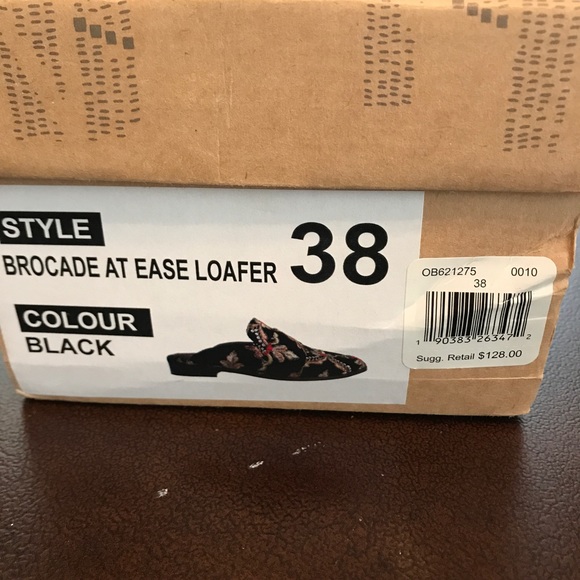 STYLE
BROCADE AT EASE LOAFER
38
COLOUR
BLACK
OB621275 0010
38
1 90383 26347 2
Sugg. Retail $128.00